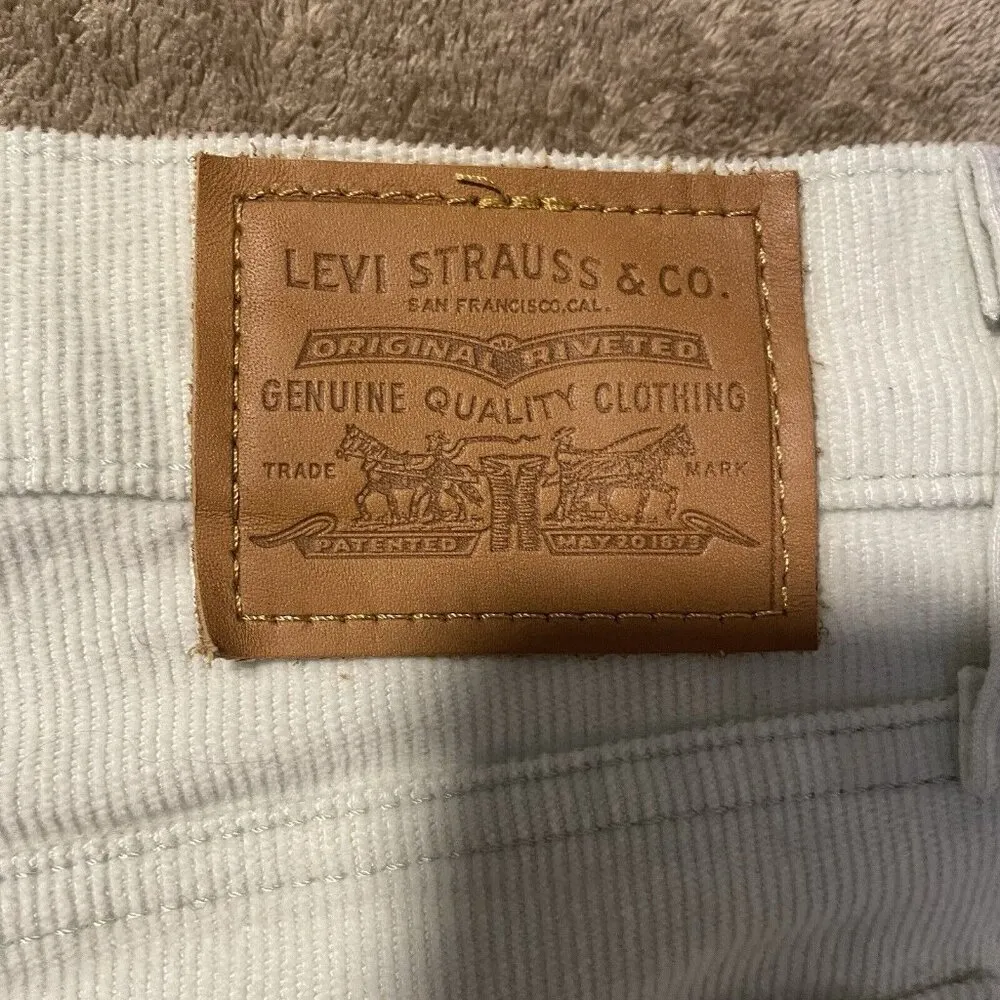 LEVI STRAUSS & CO.
SAN FRANCISCO, CAL.
ORIGINAL RIVETED
GENUINE QUALITY CLOTHING
TRADE MARK
PATENTED MAY 20 1873